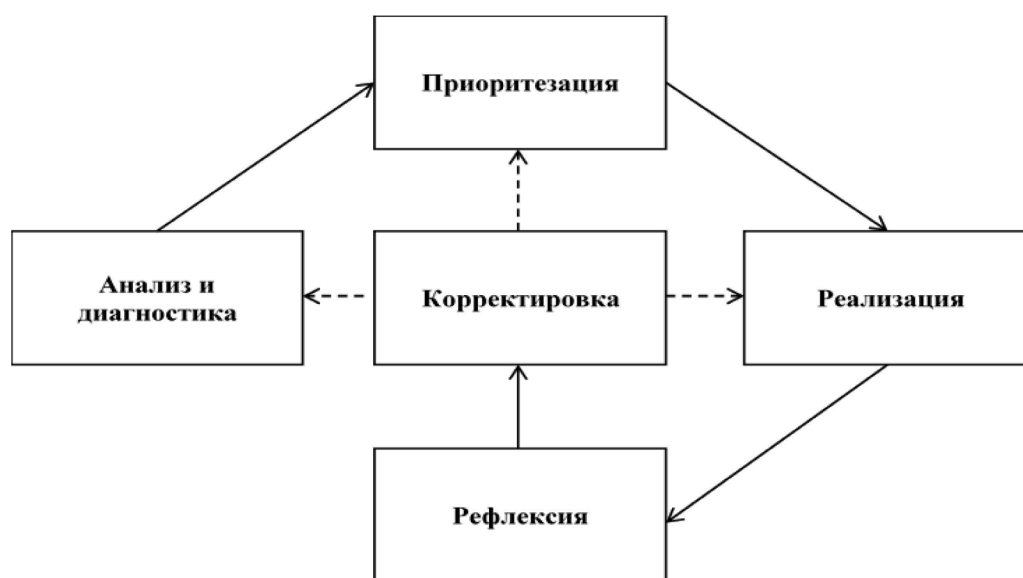 Приоритезация
Анализ и
диагностика
Корректировка
Реализация
Рефлексия